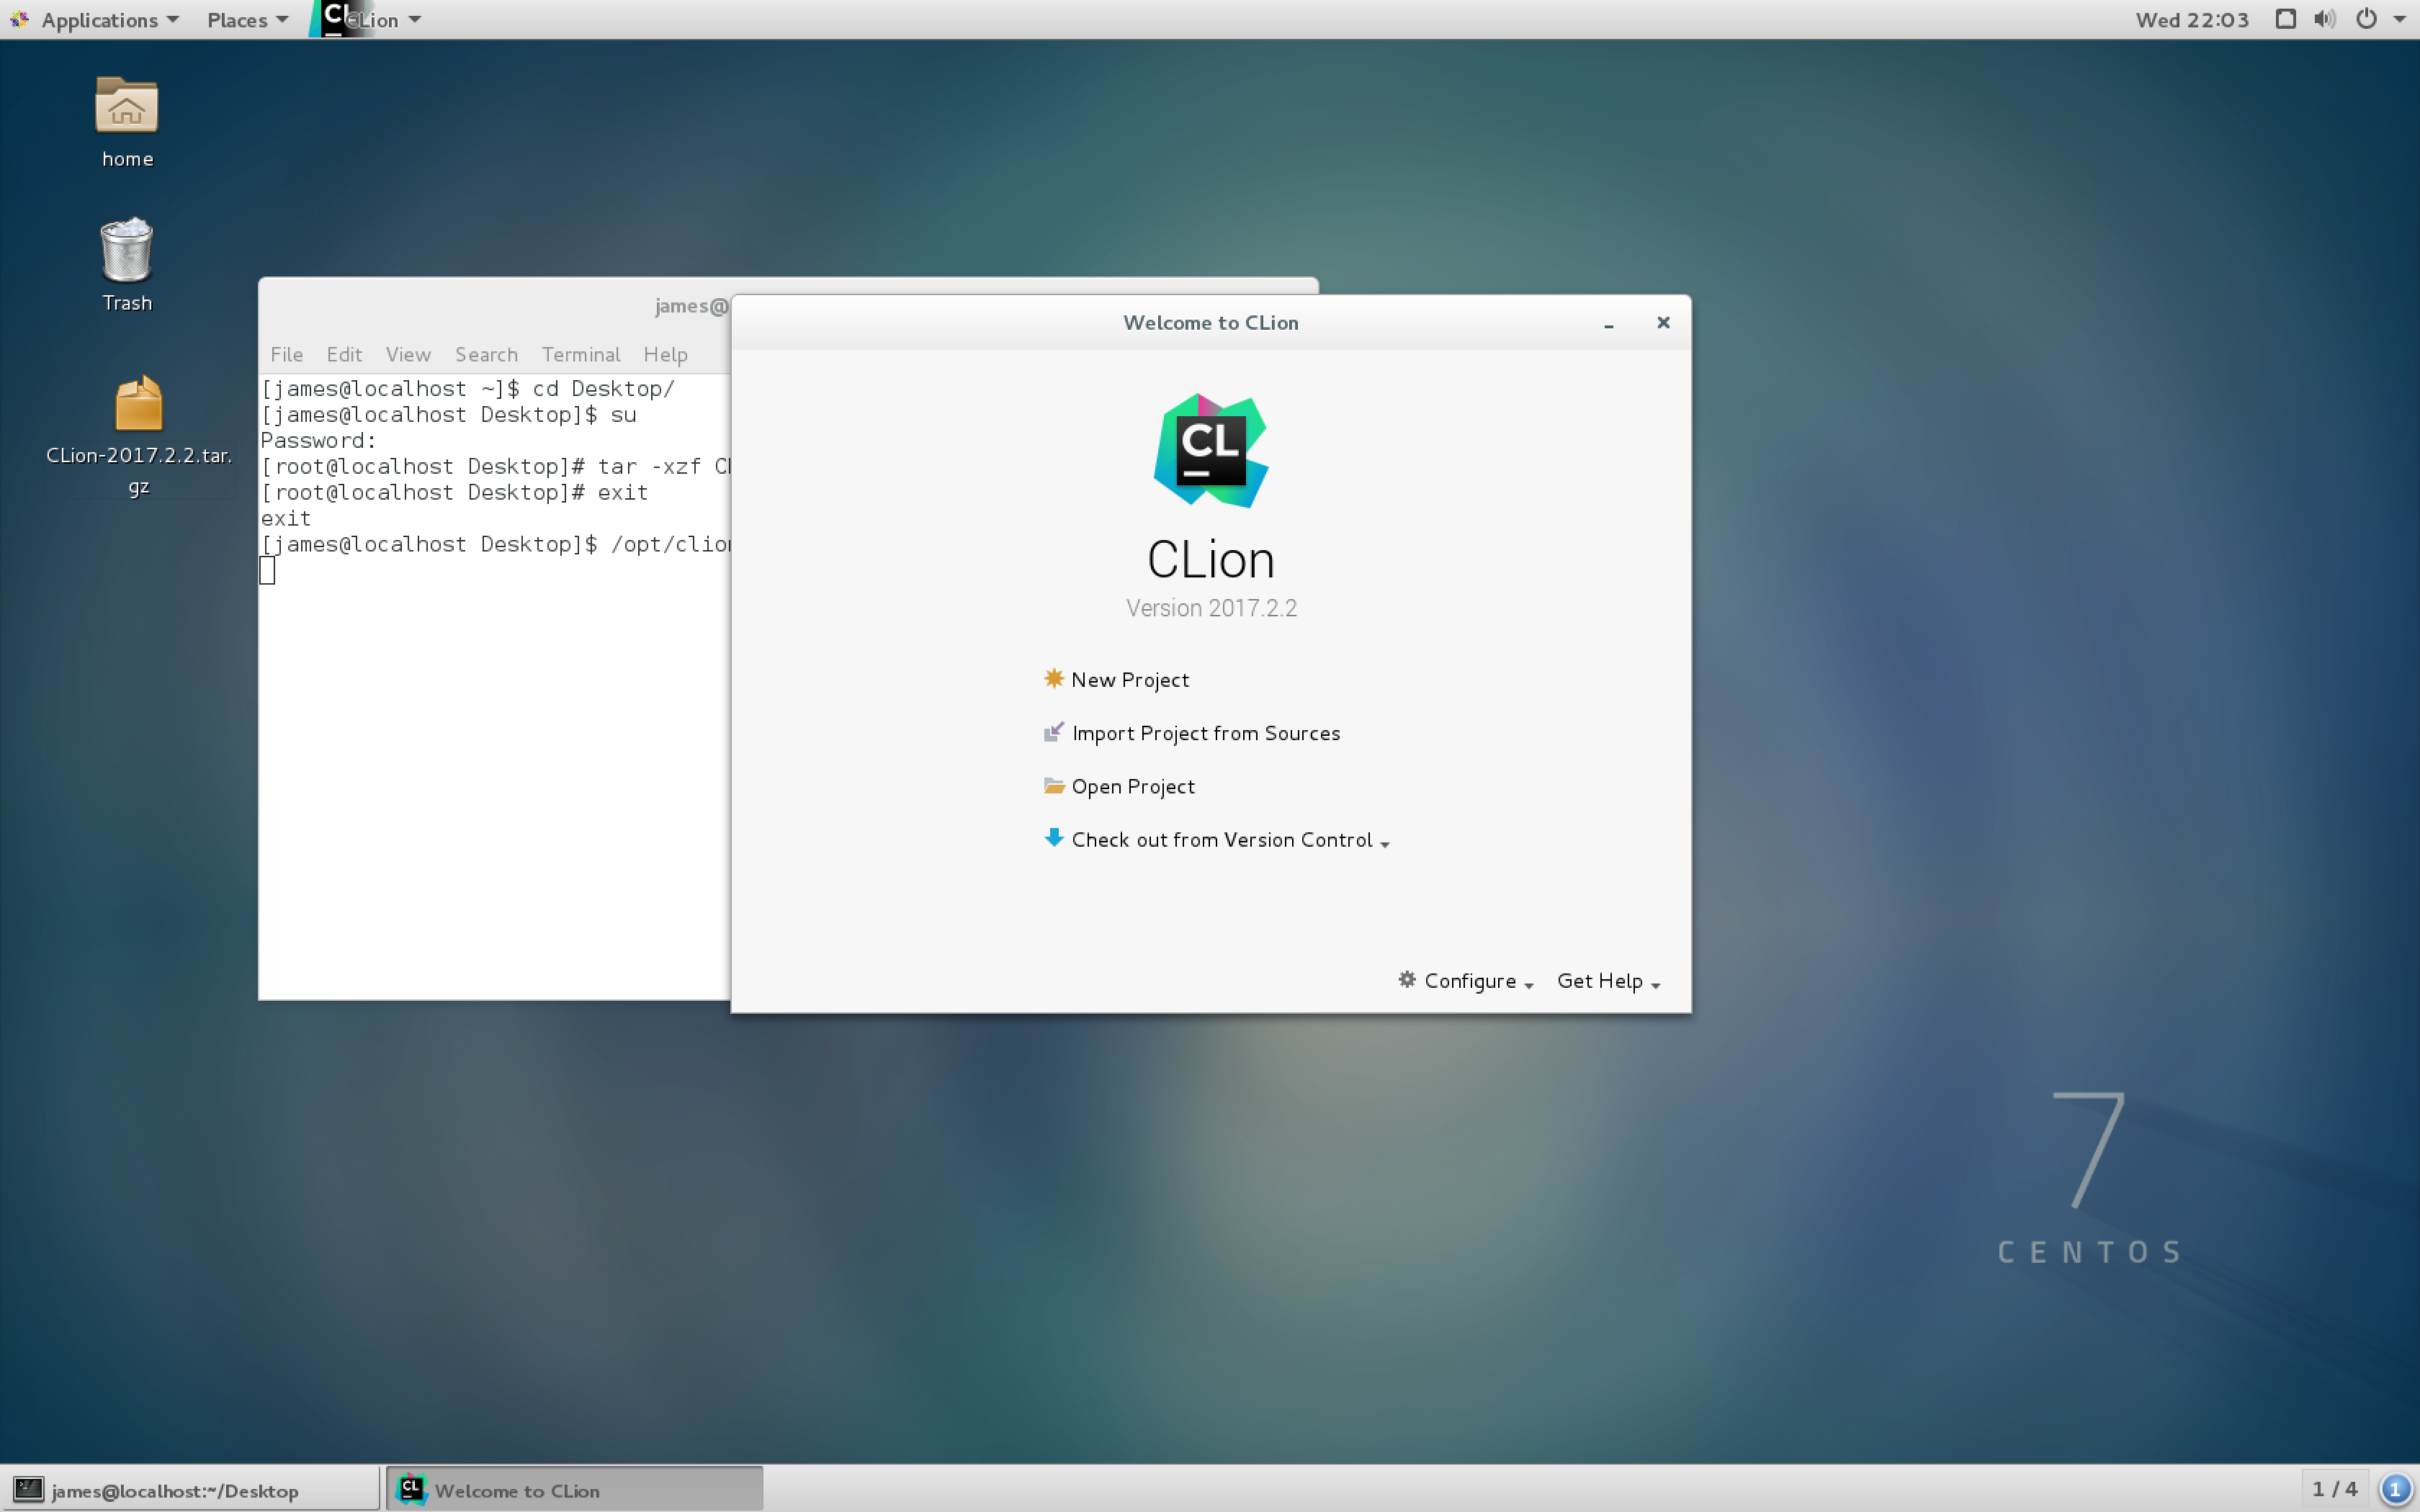 Applications Places CLion Wed 22:03
home
Trash
CLion-2017.2.2.tar.
gz
james@
File Edit View Search Terminal Help
[james@localhost ~]$ cd Desktop/
[james@localhost Desktop]$ su
Password:
[root@localhost Desktop]# tar -xzf C
[root@localhost Desktop]# exit
exit
[james@localhost Desktop]$ /opt/clion
Welcome to CLion
CL
CLion
Version 2017.2.2
New Project
Import Project from Sources
Open Project
Check out from Version Control
Configure Get Help
7
CENTOS
james@localhost:~/Desktop CL Welcome to CLion 1 / 4 1